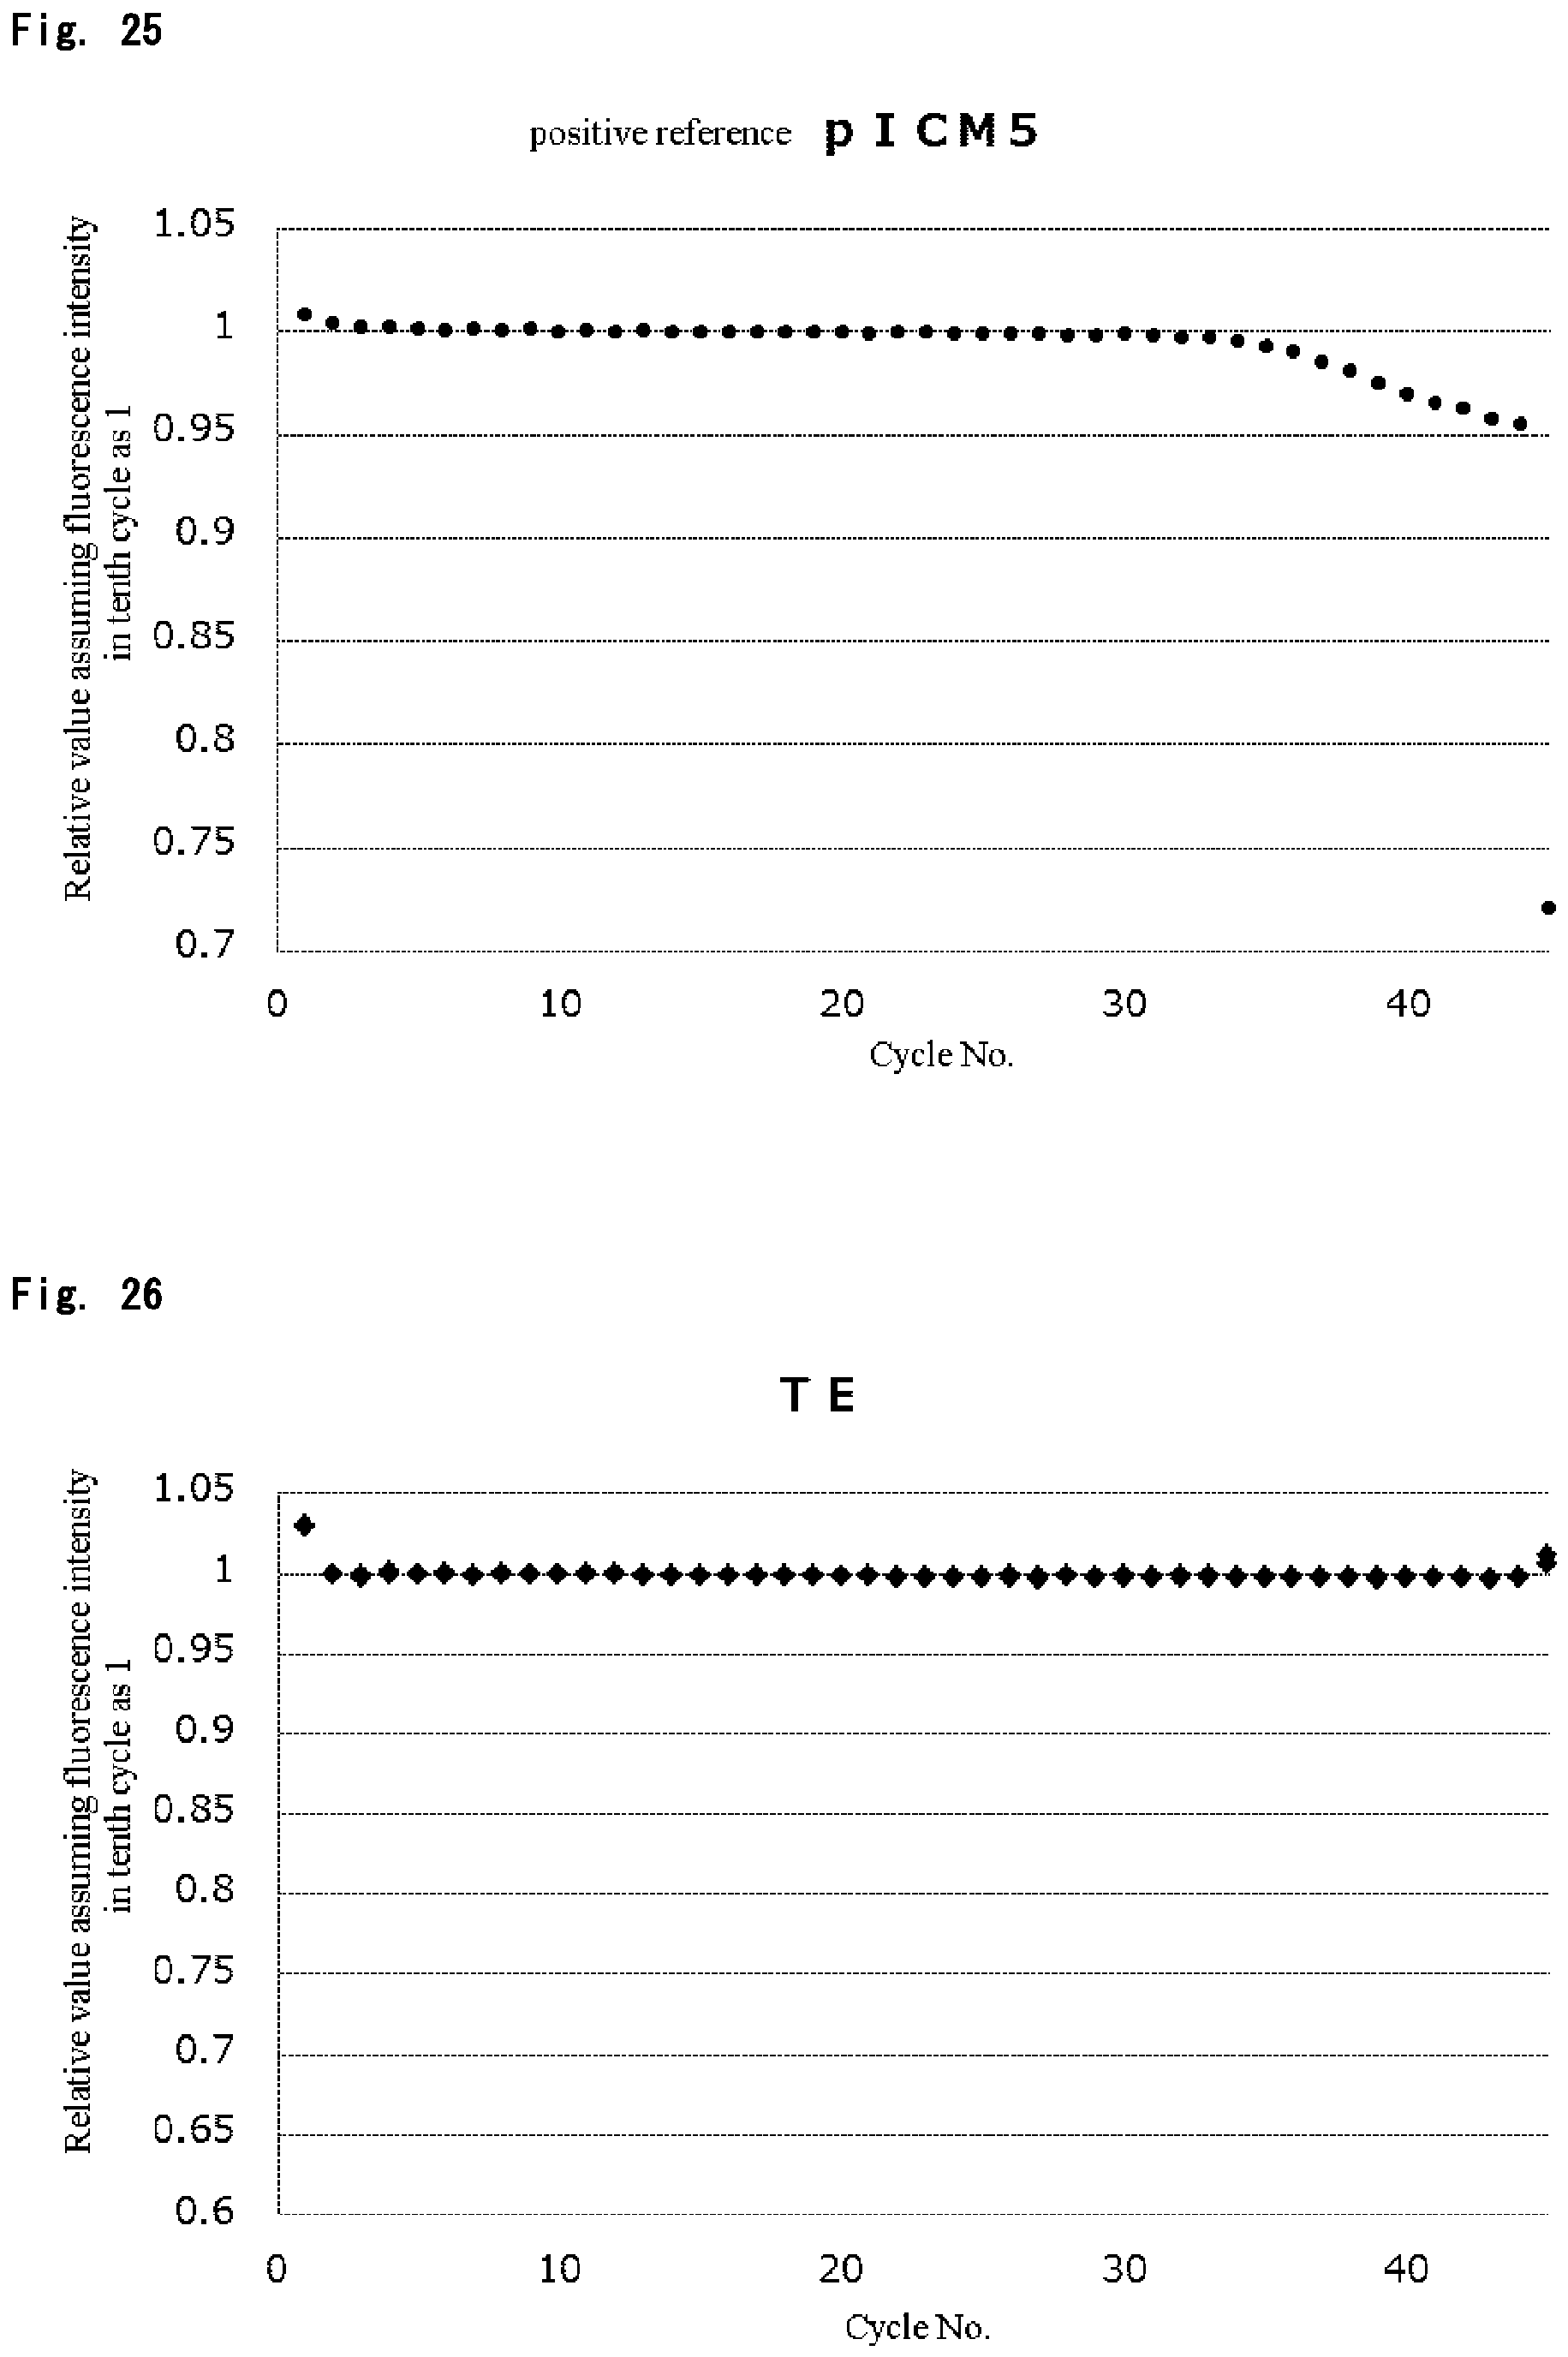 Fig. 25
positive reference pICM5
Relative value assuming fluorescence intensity
in tenth cycle as 1
1.05
1
0.95
0.9
0.85
0.8
0.75
0.7
0 10 20 30 40
Cycle No.
Fig. 26
TE
Relative value assuming fluorescence intensity
in tenth cycle as 1
1.05
1
0.95
0.9
0.85
0.8
0.75
0.7
0.65
0.6
0 10 20 30 40
Cycle No.